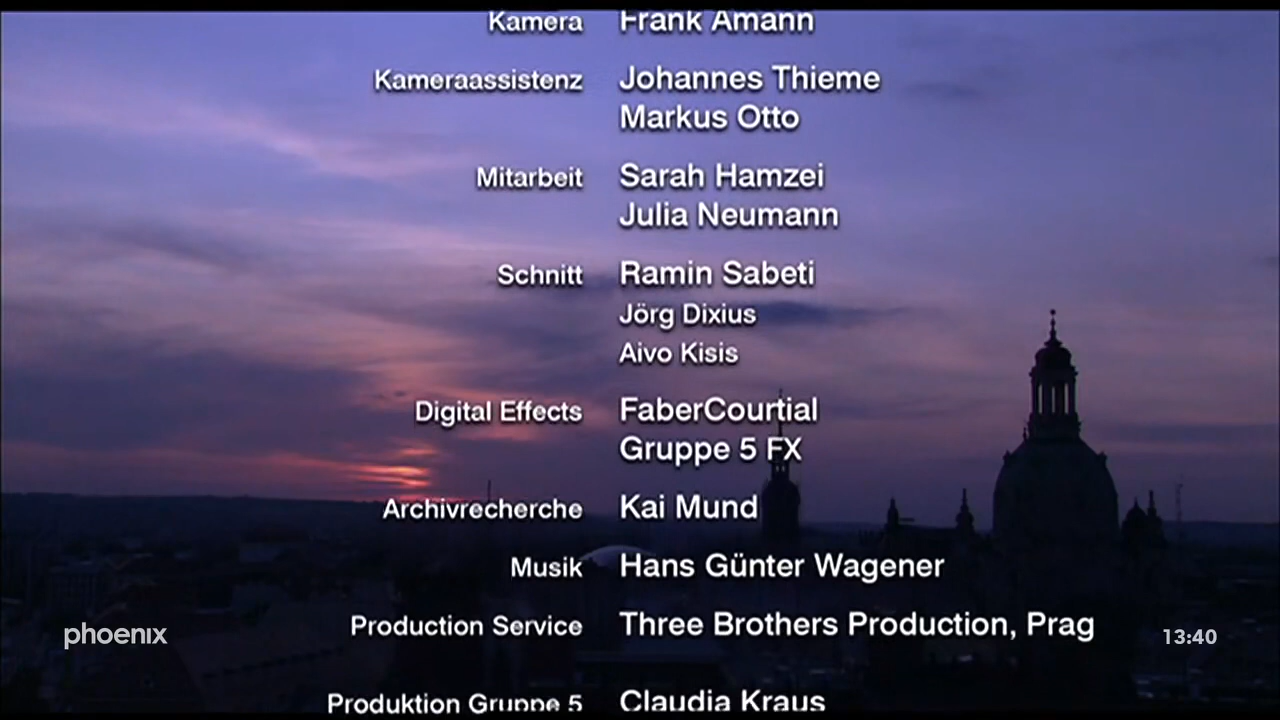 Kamera Frank Amann
Kameraassistenz Johannes Thieme
Markus Otto
Mitarbeit Sarah Hamzei
Julia Neumann
Schnitt Ramin Sabeti
Jörg Dixius
Aivo Kisis
Digital Effects FaberCourtial
Gruppe 5 FX
Archivrecherche Kai Mund
Musik Hans Günter Wagener
Production Service Three Brothers Production, Prag
phoenix 13:40
Produktion Gruppe 5 Claudia Kraus